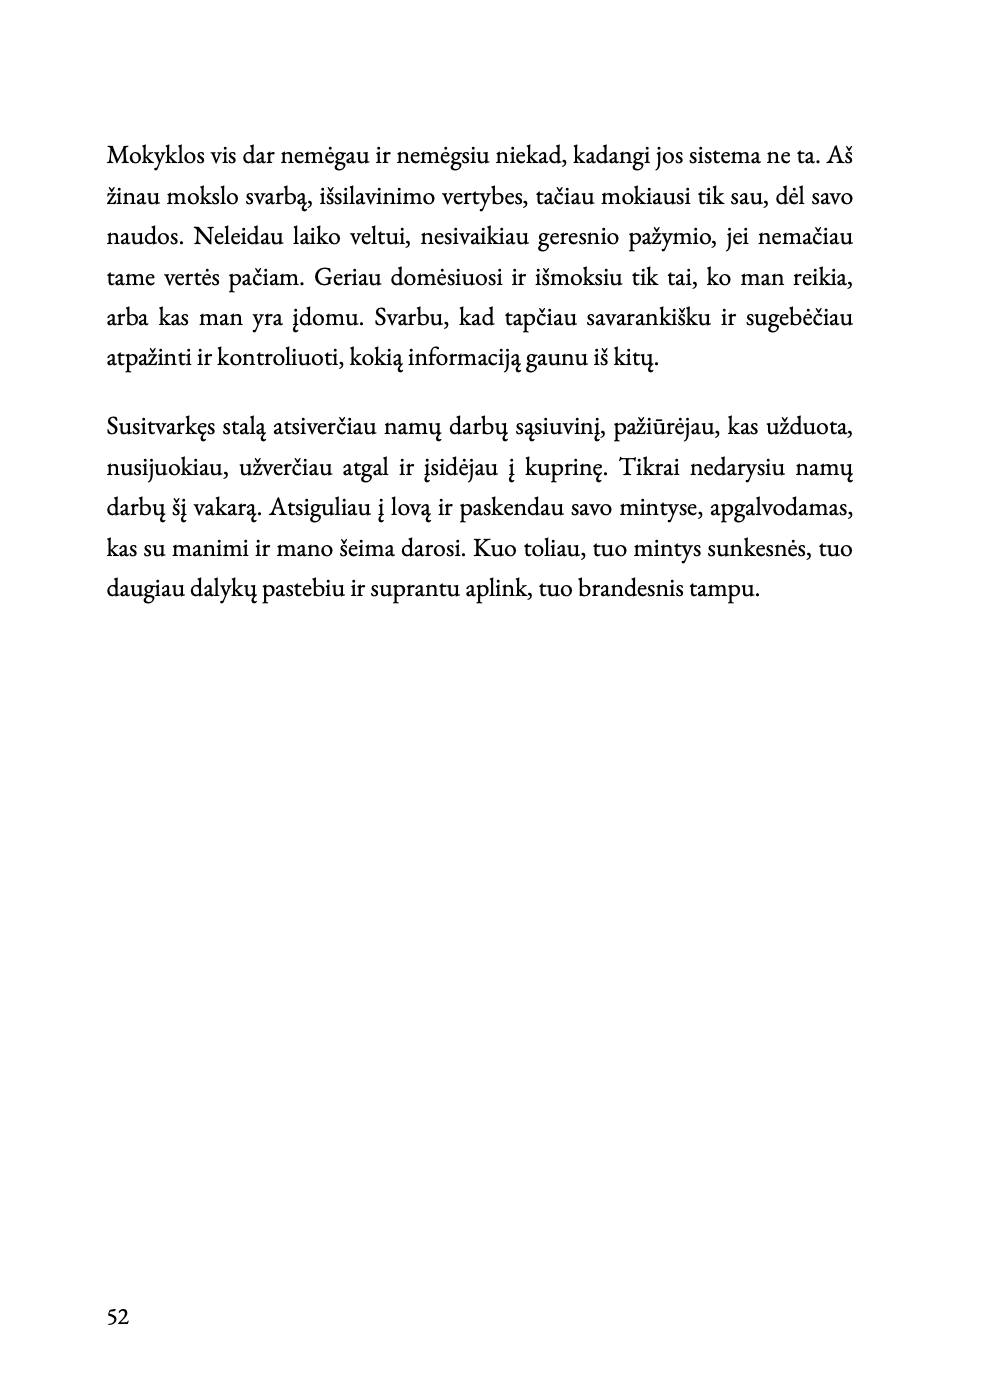 Mokyklos vis dar nemėgau ir nemėgsiu niekad, kadangi jos sistema ne ta. Aš
žinau mokslo svarbą, išsilavinimo vertybes, tačiau mokiausi tik sau, dėl savo
naudos. Neleidau laiko veltui, nesivaikiau geresnio pažymio, jei nemačiau
tame vertės pačiam. Geriau domėsiuosi ir išmoksiu tik tai, ko man reikia,
arba kas man yra įdomu. Svarbu, kad tapčiau savarankišku ir sugebėčiau
atpažinti ir kontroliuoti, kokią informaciją gaunu iš kitų.
Susitvarkęs stalą atsiverčiau namų darbų sąsiuvinį, pažiūrėjau, kas užduota,
nusijuokiau, užverčiau atgal ir įsidėjau į kuprinę. Tikrai nedarysiu namų
darbų šį vakarą. Atsiguliau į lovą ir paskendau savo mintyse, apgalvodamas,
kas su manimi ir mano šeima darosi. Kuo toliau, tuo mintys sunkesnės, tuo
daugiau dalykų pastebiu ir suprantu aplink, tuo brandesnis tampu.
52